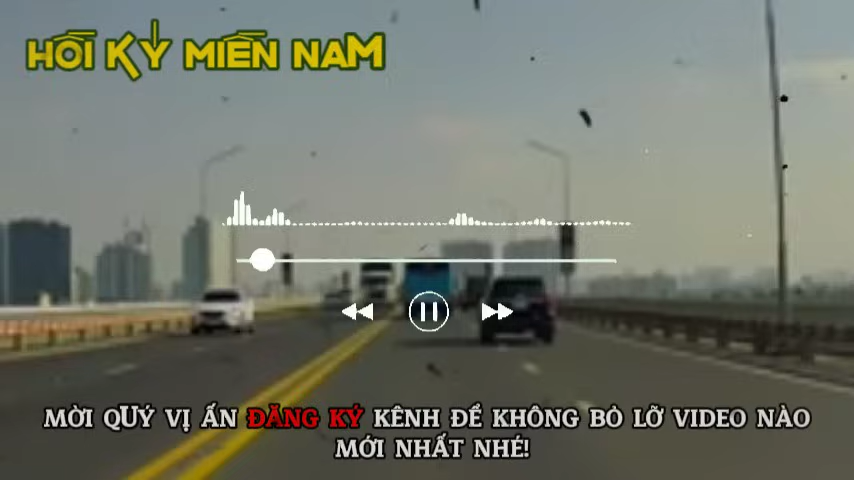 HỒI KÝ MIỀN NAM
MỜI QUÝ VỊ ẤN ĐĂNG KÝ KÊNH ĐỂ KHÔNG BỎ LỠ VIDEO NÀO
MỚI NHẤT NHÉ!